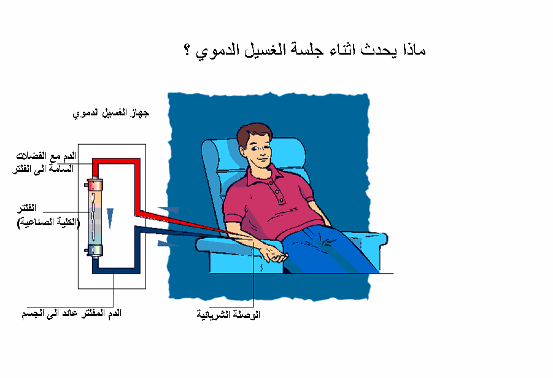 ماذا يحدث اثناء جلسة الغسيل الدموي ؟
جهاز الغسيل لدموي
الدم مع الفضلات
السامة الى الفلتر
الفلتر
(الكلية الصناعية)
الدم المفلتر عائد الى الجسم
الوصلة الشريانية